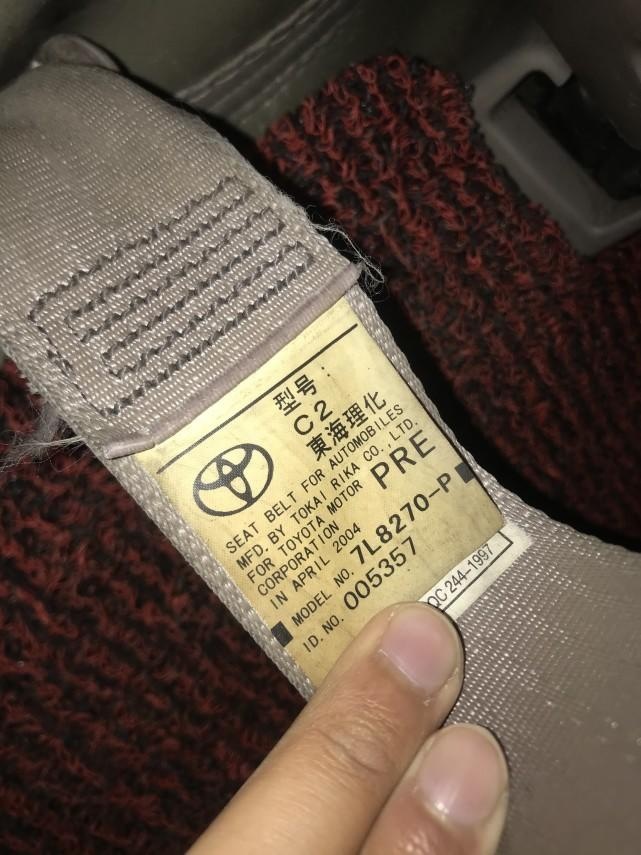 型号:
C2
東海理化
SEAT BELT FOR AUTOMOBILES
MFD. BY TOKAI RIKA CO. LTD.
FOR TOYOTA MOTOR
CORPORATION
PRE
IN APRIL 2004
MODEL NO. 7L8270-P
ID. NO. 005357
QC 244-1997